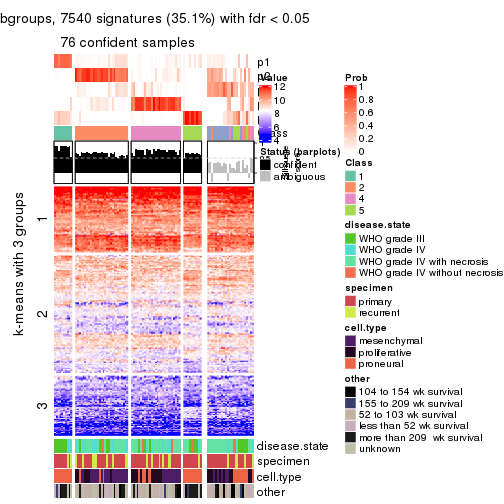 bgroups, 7540 signatures (35.1%) with fdr < 0.05
76 confident samples
p1
Value
12
10
8
6
4
Status (barplots)
confident
ambiguous
k-means with 3 groups
1
2
3
disease.state
specimen
cell.type
other
Prob
1
0.8
0.6
0.4
0.2
0
Class
1
2
4
5
disease.state
WHO grade III
WHO grade IV
WHO grade IV with necrosis
WHO grade IV without necrosis
specimen
primary
recurrent
cell.type
mesenchymal
proliferative
proneural
other
104 to 154 wk survival
155 to 209 wk survival
52 to 103 wk survival
less than 52 wk survival
more than 209 wk survival
unknown